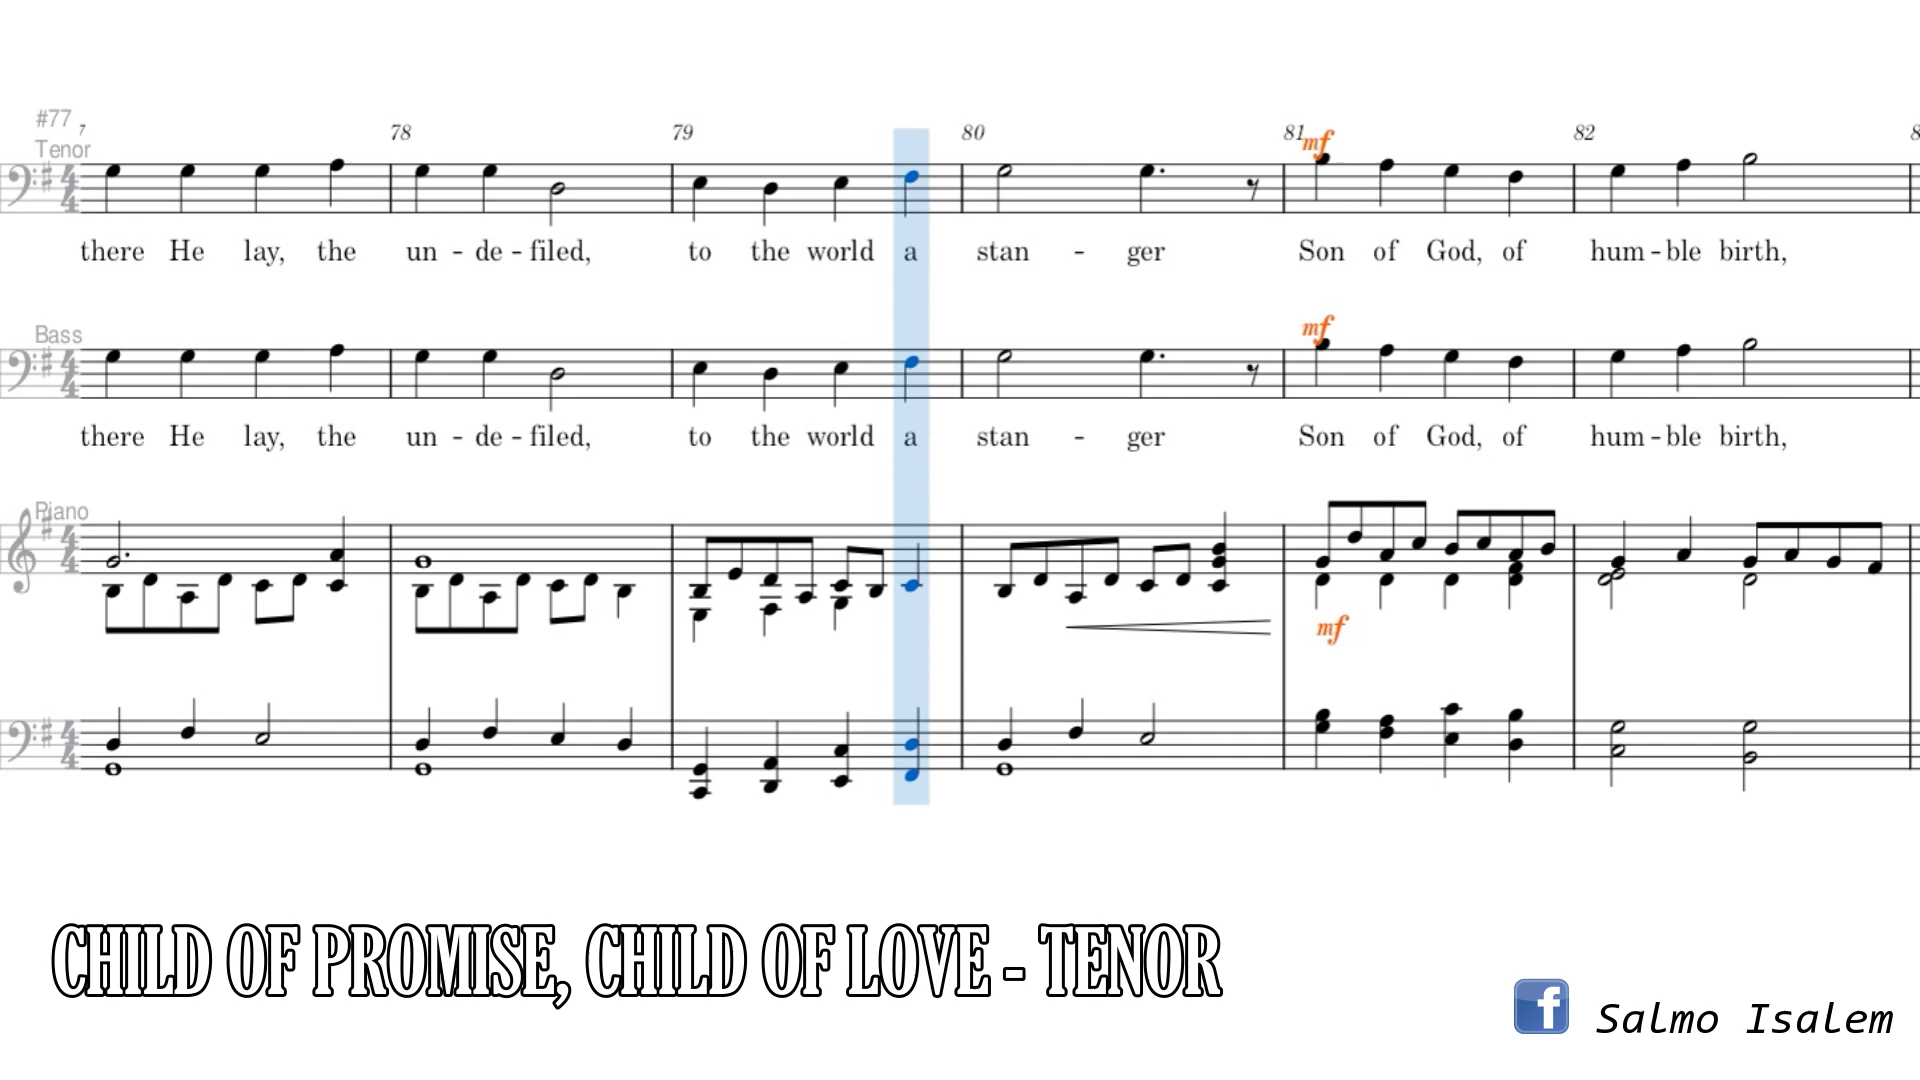 #77
7 78 79 80 81 82 8
Tenor
mf
there He lay, the un - de - filed, to the world a stan - ger Son of God, of hum - ble birth,
Bass
mf
there He lay, the un - de - filed, to the world a stan - ger Son of God, of hum - ble birth,
Piano
mf
CHILD OF PROMISE, CHILD OF LOVE - TENOR
f Salmo Isalem